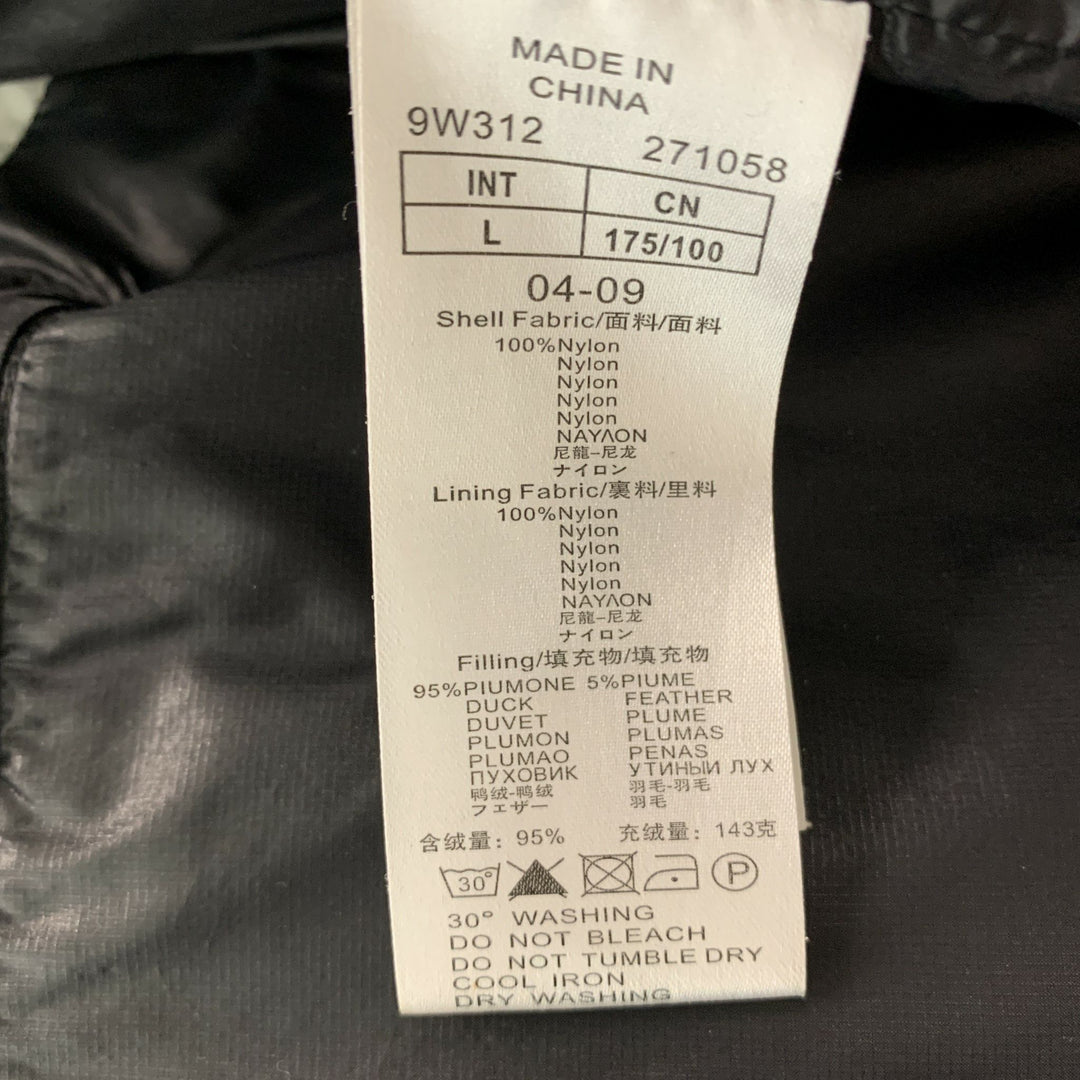 MADE IN
CHINA
9W312 271058
INT CN
L 175/100
04-09
Shell Fabric/面料/面料
100%Nylon
Nylon
Nylon
Nylon
Nylon
NAYΛON
尼龍-尼龙
ナイロン
Lining Fabric/裏料/里料
100%Nylon
Nylon
Nylon
Nylon
Nylon
NAYΛON
尼龍-尼龙
ナイロン
Filling/填充物/填充物
95%PIUMONE 5%PIUME
DUCK FEATHER
DUVET PLUME
PLUMON PLUMAS
PLUMAO PENAS
ПУХОВИК УТИНЫЙ ЛУХ
鸭绒-鸭绒 羽毛-羽毛
フェザー 羽毛
含绒量：95% 充绒量：143克
30° P
30° WASHING
DO NOT BLEACH
DO NOT TUMBLE DRY
COOL IRON
DRY WASHING